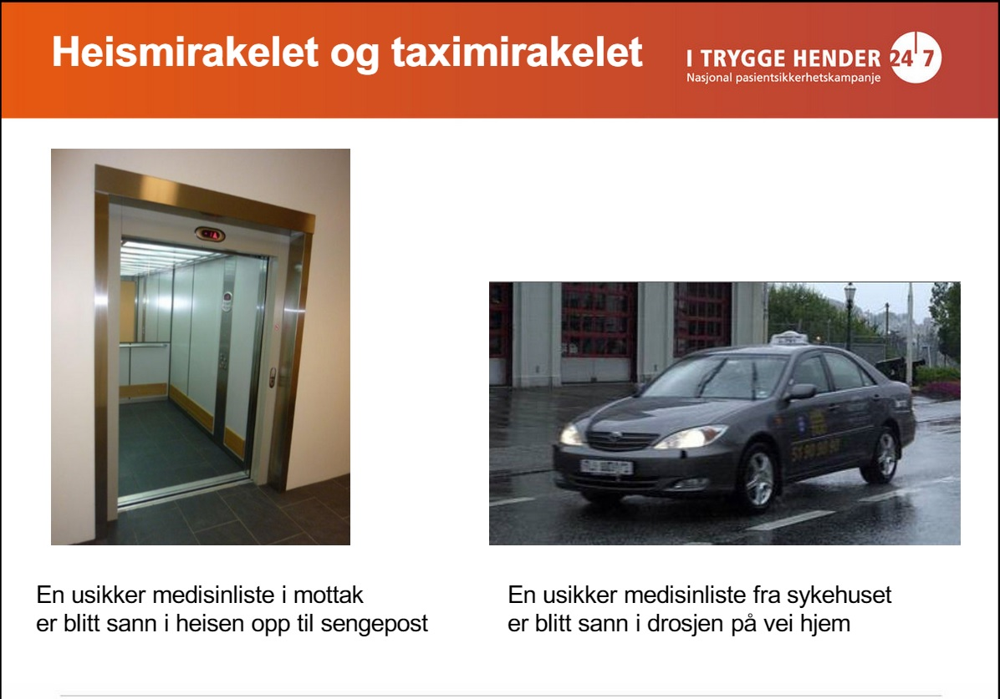 Heismirakelet og taximirakelet
I TRYGGE HENDER 24 7
Nasjonal pasientsikkerhetskampanje
En usikker medisinliste i mottak
er blitt sann i heisen opp til sengepost
En usikker medisinliste fra sykehuset
er blitt sann i drosjen på vei hjem